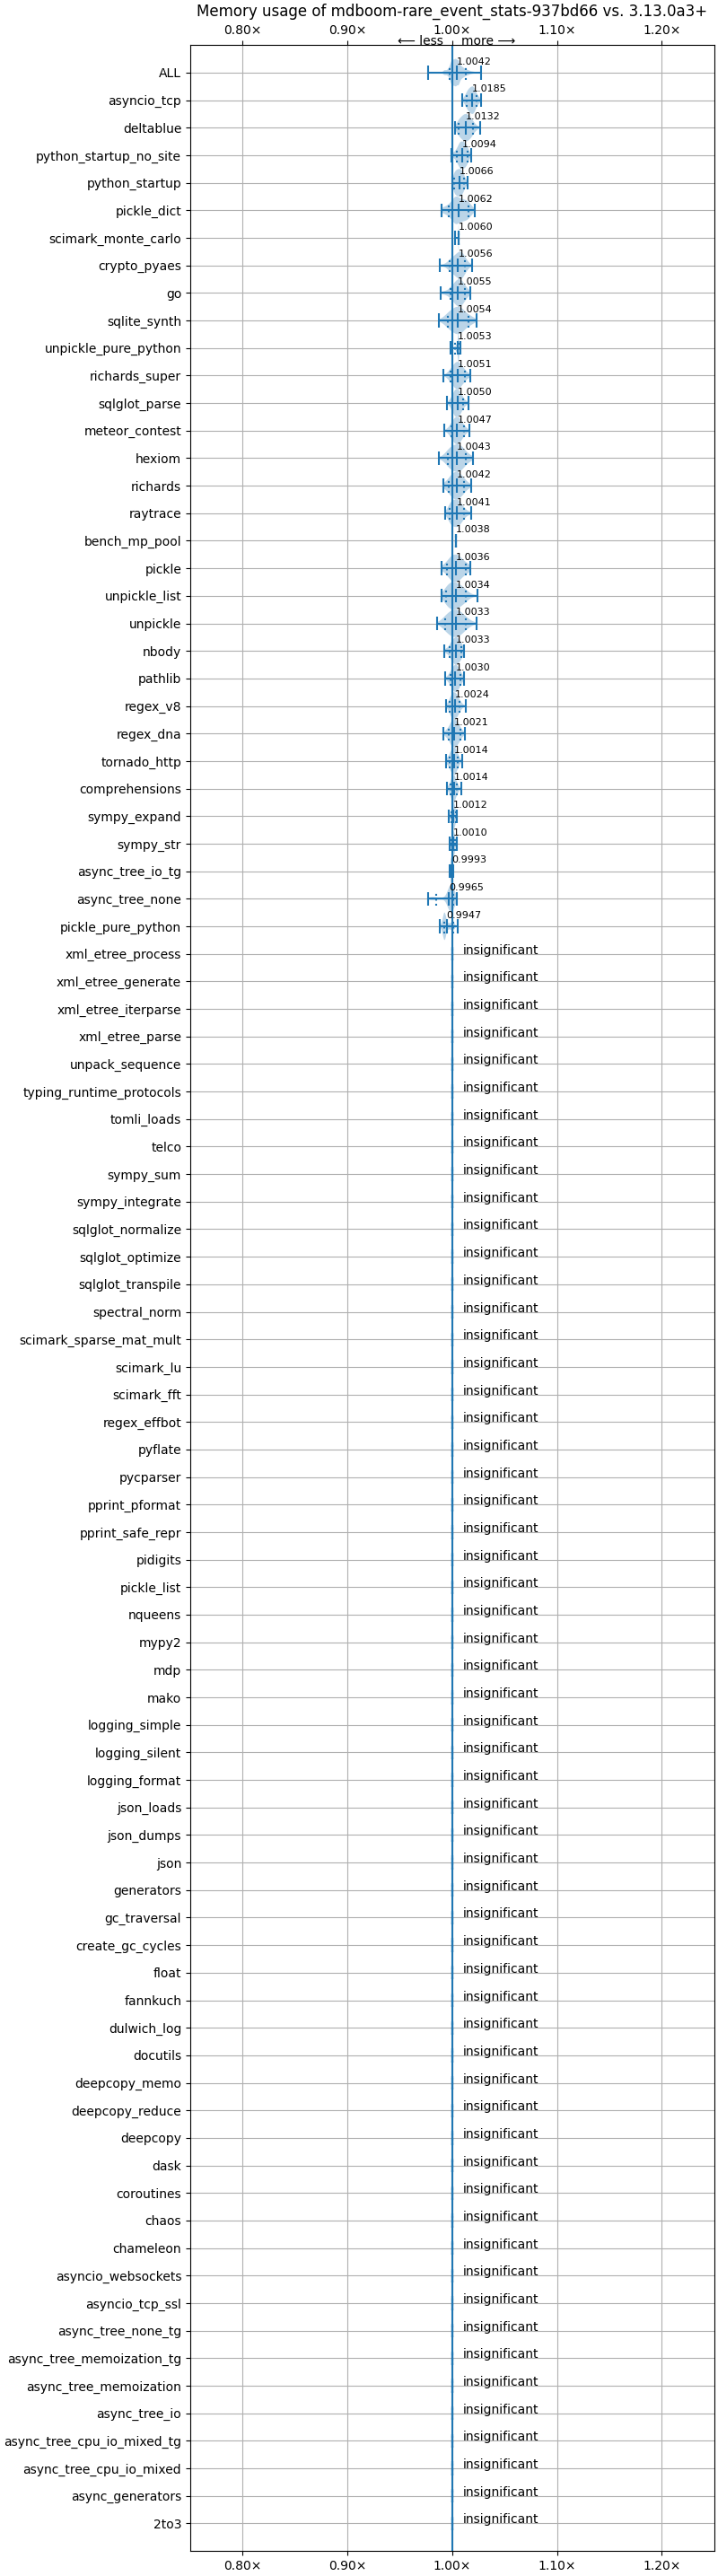 Memory usage of mdboom-rare_event_stats-937bd66 vs. 3.13.0a3+
0.80× 0.90× 1.00× 1.10× 1.20×
⟵ less more ⟶
ALL 1.0042
asyncio_tcp 1.0185
deltablue 1.0132
python_startup_no_site 1.0094
python_startup 1.0066
pickle_dict 1.0062
scimark_monte_carlo 1.0060
crypto_pyaes 1.0056
go 1.0055
sqlite_synth 1.0054
unpickle_pure_python 1.0053
richards_super 1.0051
sqlglot_parse 1.0050
meteor_contest 1.0047
hexiom 1.0043
richards 1.0042
raytrace 1.0041
bench_mp_pool 1.0038
pickle 1.0036
unpickle_list 1.0034
unpickle 1.0033
nbody 1.0033
pathlib 1.0030
regex_v8 1.0024
regex_dna 1.0021
tornado_http 1.0014
comprehensions 1.0014
sympy_expand 1.0012
sympy_str 1.0010
async_tree_io_tg 0.9993
async_tree_none 0.9965
pickle_pure_python 0.9947
xml_etree_process insignificant
xml_etree_generate insignificant
xml_etree_iterparse insignificant
xml_etree_parse insignificant
unpack_sequence insignificant
typing_runtime_protocols insignificant
tomli_loads insignificant
telco insignificant
sympy_sum insignificant
sympy_integrate insignificant
sqlglot_normalize insignificant
sqlglot_optimize insignificant
sqlglot_transpile insignificant
spectral_norm insignificant
scimark_sparse_mat_mult insignificant
scimark_lu insignificant
scimark_fft insignificant
regex_effbot insignificant
pyflate insignificant
pycparser insignificant
pprint_pformat insignificant
pprint_safe_repr insignificant
pidigits insignificant
pickle_list insignificant
nqueens insignificant
mypy2 insignificant
mdp insignificant
mako insignificant
logging_simple insignificant
logging_silent insignificant
logging_format insignificant
json_loads insignificant
json_dumps insignificant
json insignificant
generators insignificant
gc_traversal insignificant
create_gc_cycles insignificant
float insignificant
fannkuch insignificant
dulwich_log insignificant
docutils insignificant
deepcopy_memo insignificant
deepcopy_reduce insignificant
deepcopy insignificant
dask insignificant
coroutines insignificant
chaos insignificant
chameleon insignificant
asyncio_websockets insignificant
asyncio_tcp_ssl insignificant
async_tree_none_tg insignificant
async_tree_memoization_tg insignificant
async_tree_memoization insignificant
async_tree_io insignificant
async_tree_cpu_io_mixed_tg insignificant
async_tree_cpu_io_mixed insignificant
async_generators insignificant
2to3 insignificant
0.80× 0.90× 1.00× 1.10× 1.20×